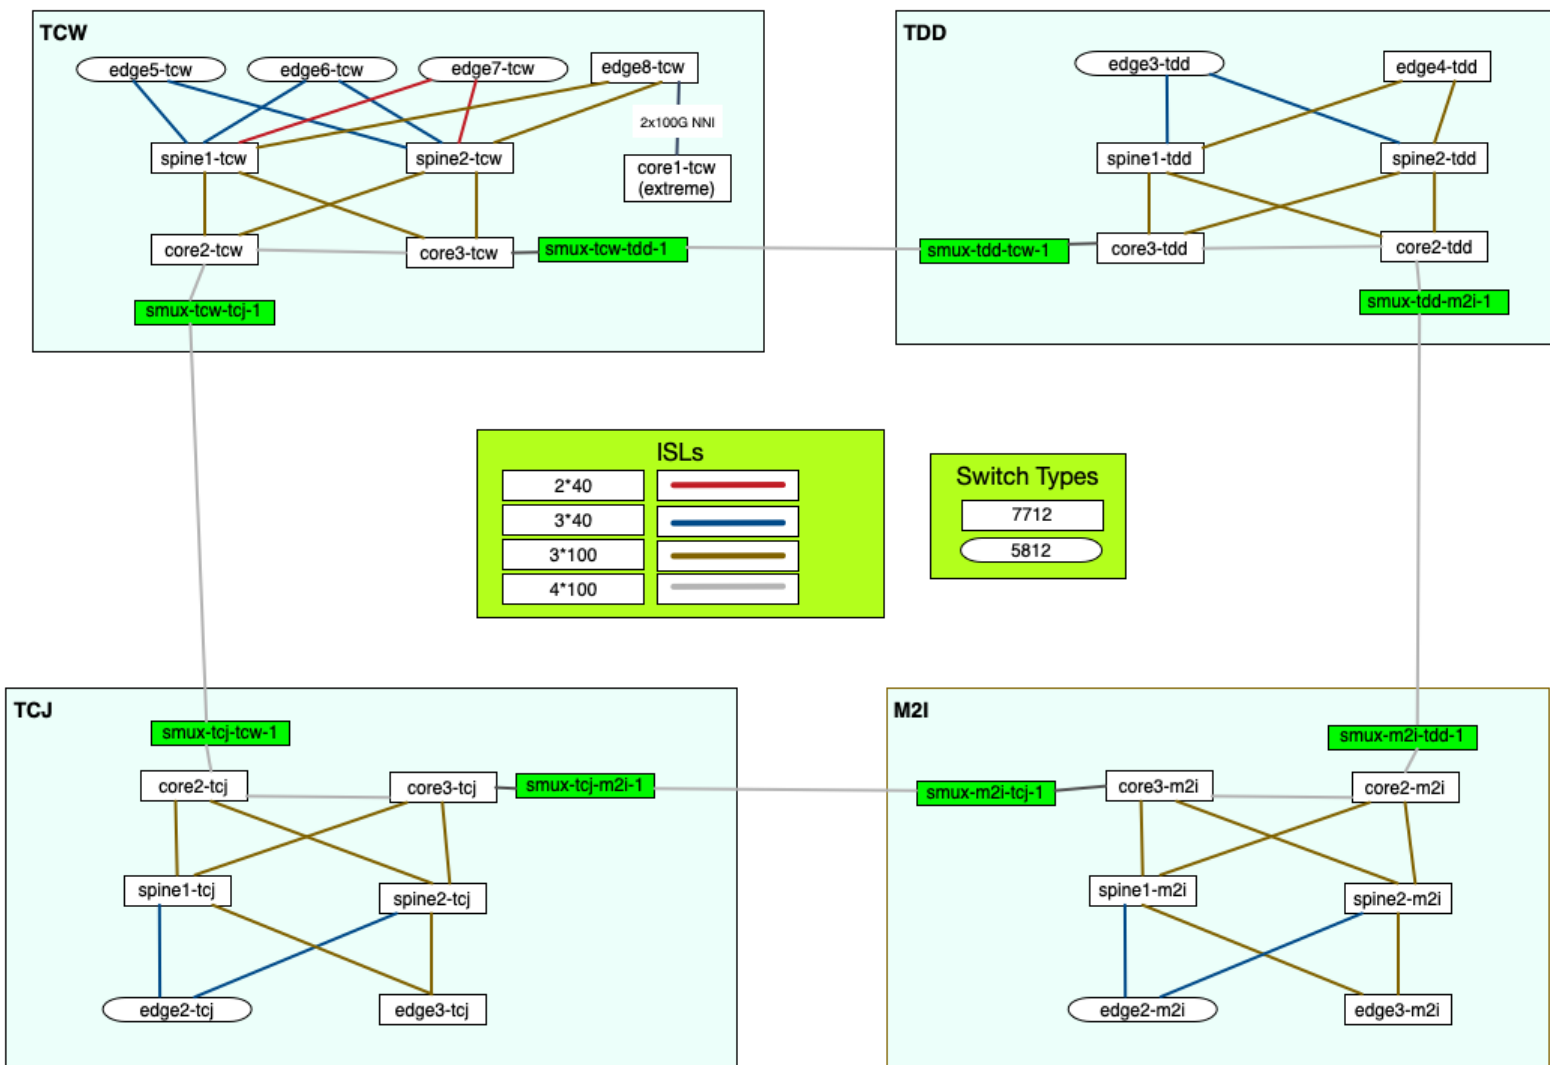 TCW
edge5-tcw
edge6-tcw
edge7-tcw
edge8-tcw
2x100G NNI
spine1-tcw
spine2-tcw
core1-tcw
(extreme)
core2-tcw
core3-tcw
smux-tcw-tdd-1
smux-tcw-tcj-1
TDD
edge3-tdd
edge4-tdd
spine1-tdd
spine2-tdd
smux-tdd-tcw-1
core3-tdd
core2-tdd
smux-tdd-m2i-1
ISLs
2*40
3*40
3*100
4*100
Switch Types
7712
5812
TCJ
smux-tcj-tcw-1
core2-tcj
core3-tcj
smux-tcj-m2i-1
spine1-tcj
spine2-tcj
edge2-tcj
edge3-tcj
M2I
smux-m2i-tdd-1
smux-m2i-tcj-1
core3-m2i
core2-m2i
spine1-m2i
spine2-m2i
edge2-m2i
edge3-m2i